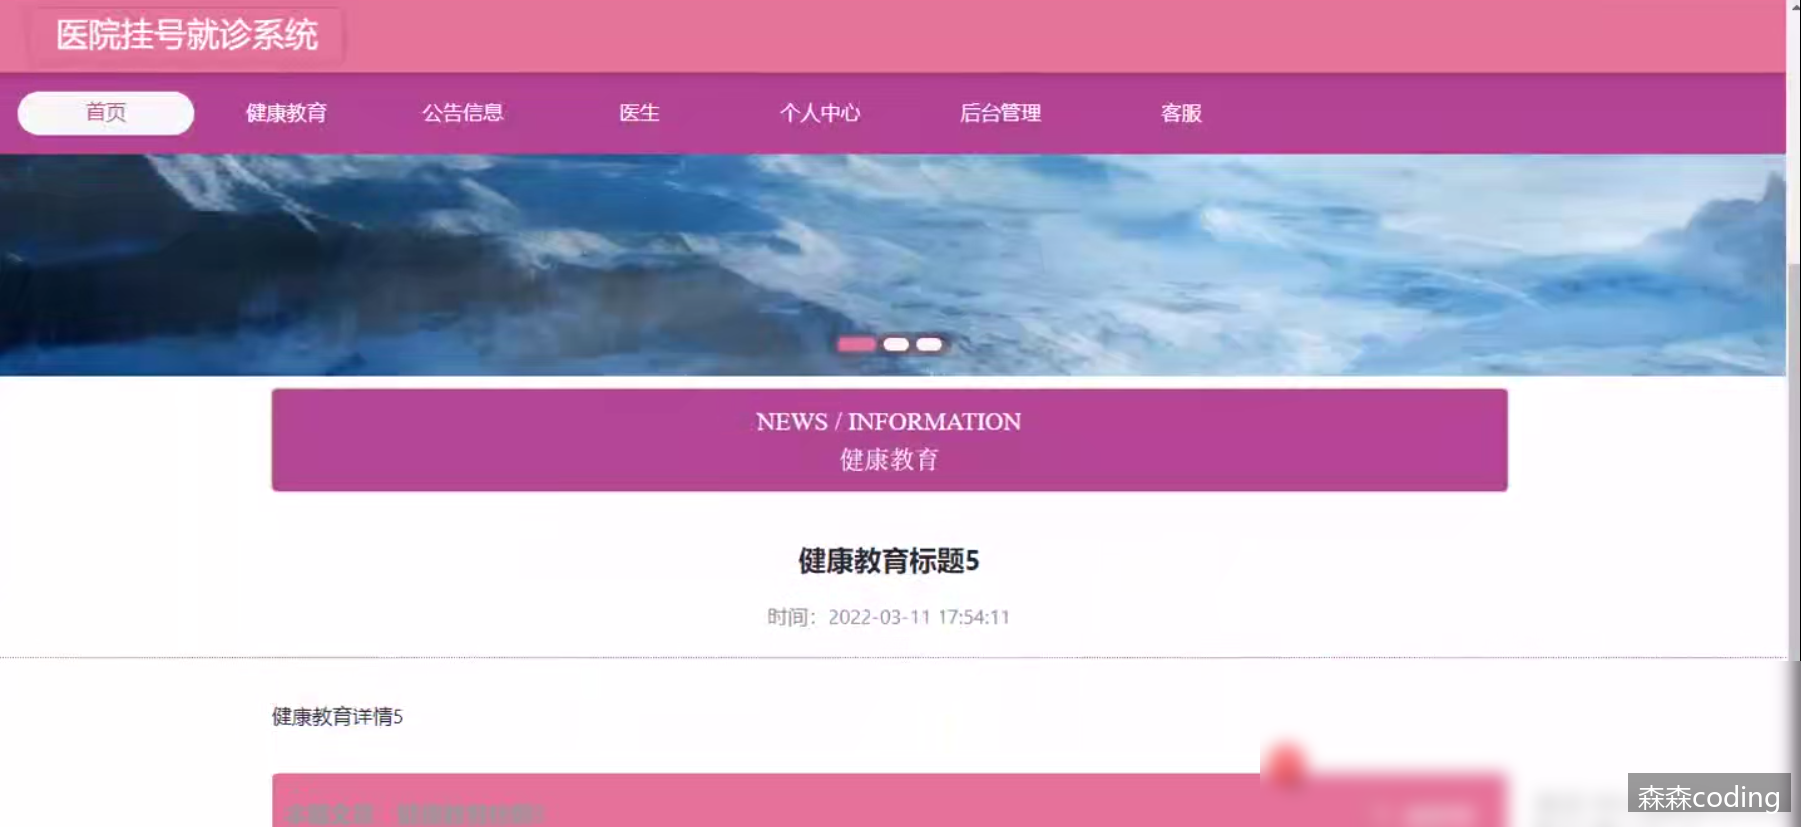 医院挂号就诊系统
首页 健康教育 公告信息 医生 个人中心 后台管理 客服
NEWS / INFORMATION
健康教育
健康教育标题5
时间：2022-03-11 17:54:11
健康教育详情5
森森coding